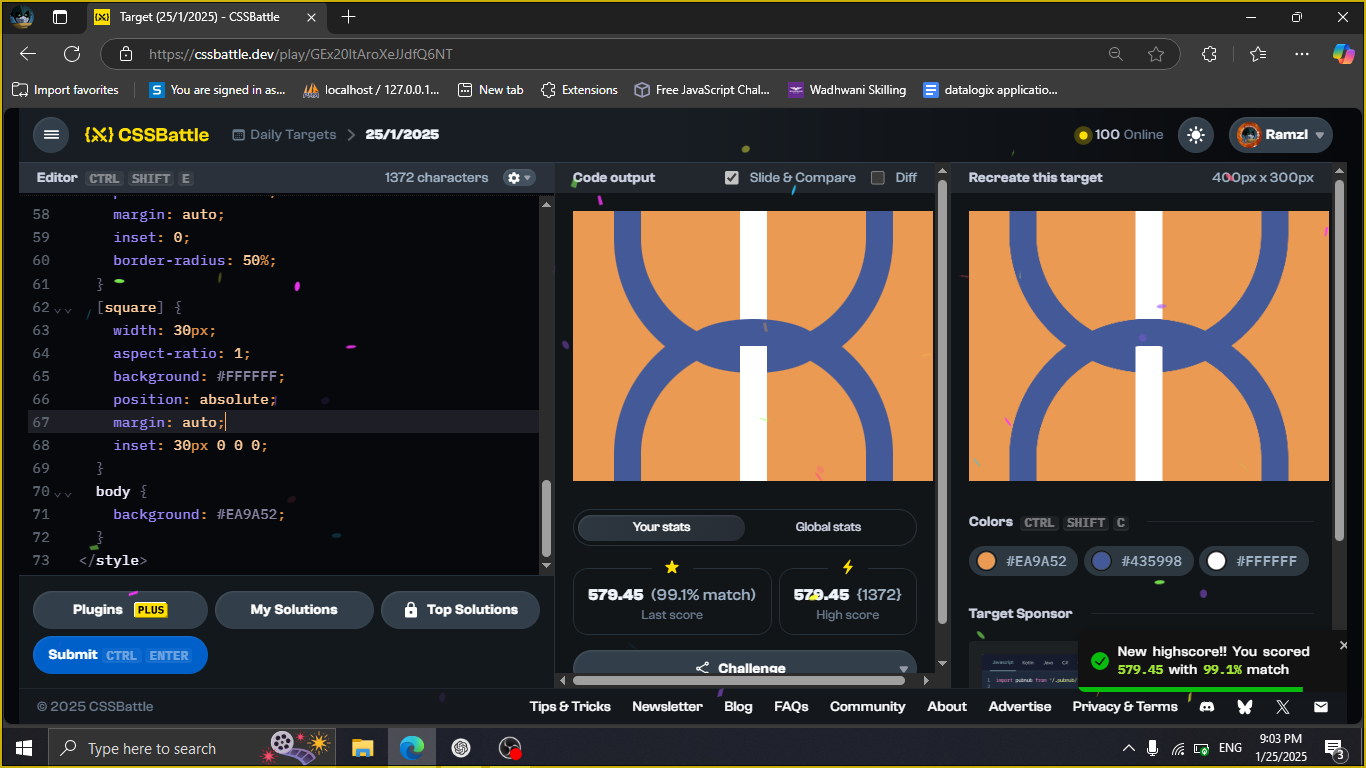 Target (25/1/2025) - CSSBattle
https://cssbattle.dev/play/GEx20ItAroXeJJdfQ6NT
Import favorites
You are signed in as...
localhost / 127.0.0.1...
New tab
Extensions
Free JavaScript Chal...
Wadhwani Skilling
datalogix applicatio...
CSSBattle
Daily Targets
25/1/2025
100 Online
Ramzl
Editor CTRL SHIFT E
1372 characters
58 margin: auto;
59 inset: 0;
60 border-radius: 50%;
61 }
62 [square] {
63 width: 30px;
64 aspect-ratio: 1;
65 background: #FFFFFF;
66 position: absolute;
67 margin: auto;
68 inset: 30px 0 0 0;
69 }
70 body {
71 background: #EA9A52;
72 }
73 </style>
Plugins PLUS
My Solutions
Top Solutions
Submit CTRL ENTER
Code output
Slide & Compare
Diff
Your stats
Global stats
579.45 (99.1% match)
Last score
579.45 {1372}
High score
Challenge
Recreate this target
400px x 300px
Colors CTRL SHIFT C
#EA9A52
#435998
#FFFFFF
Target Sponsor
New highscore!! You scored
579.45 with 99.1% match
© 2025 CSSBattle
Tips & Tricks
Newsletter
Blog
FAQs
Community
About
Advertise
Privacy & Terms
Type here to search
ENG
9:03 PM
1/25/2025
3